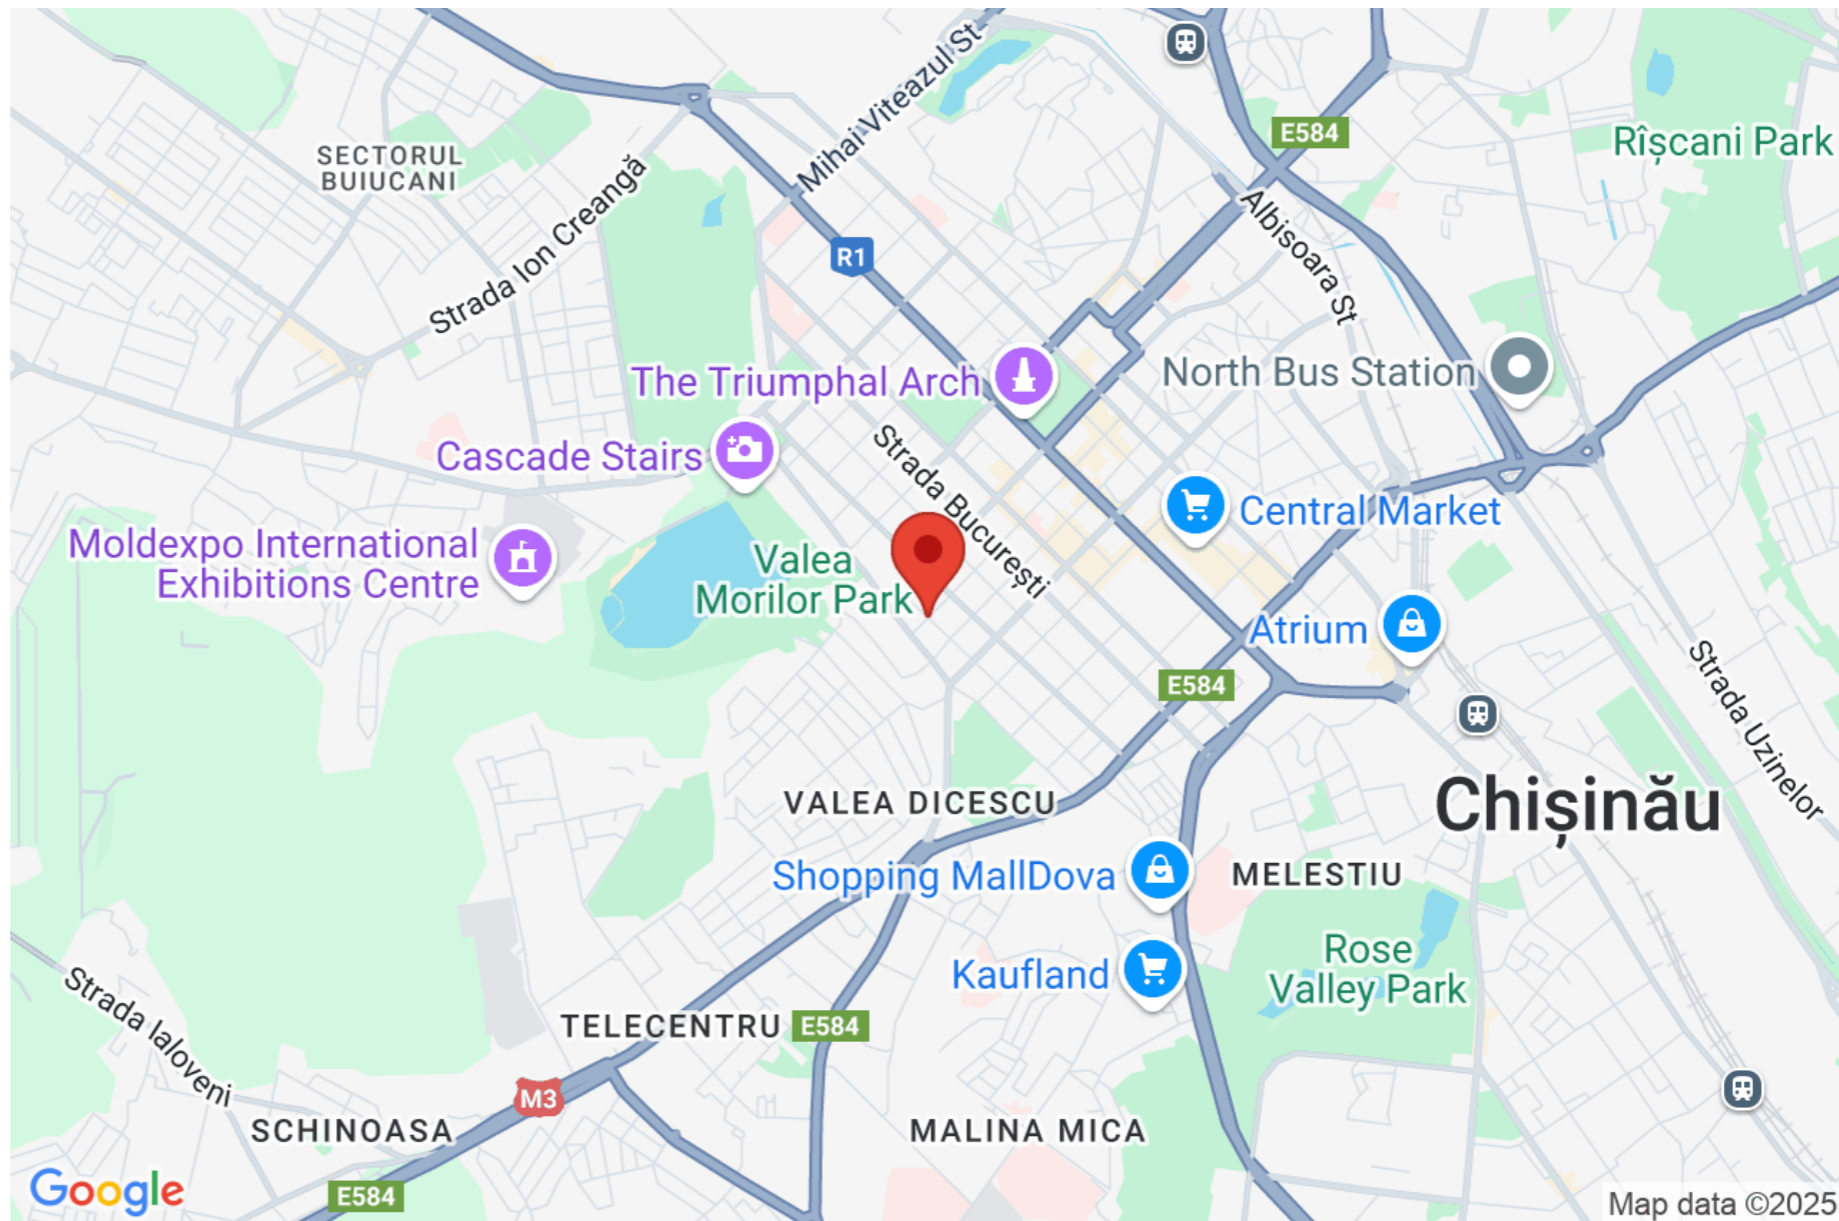 Mihai Viteazul St
E584
Rîșcani Park
SECTORUL
BUIUCANI
Strada Ion Creangă
Albisoara St
R1
The Triumphal Arch
North Bus Station
Cascade Stairs
Strada București
Central Market
Moldexpo International
Exhibitions Centre
Valea
Morilor Park
Atrium
E584
Strada Uzinelor
VALEA DICESCU
Chișinău
Shopping MallDova
MELESTIU
Kaufland
Rose
Valley Park
Strada Ialoveni
TELECENTRU
E584
M3
SCHINOASA
MALINA MICA
Google
E584
Map data ©2025